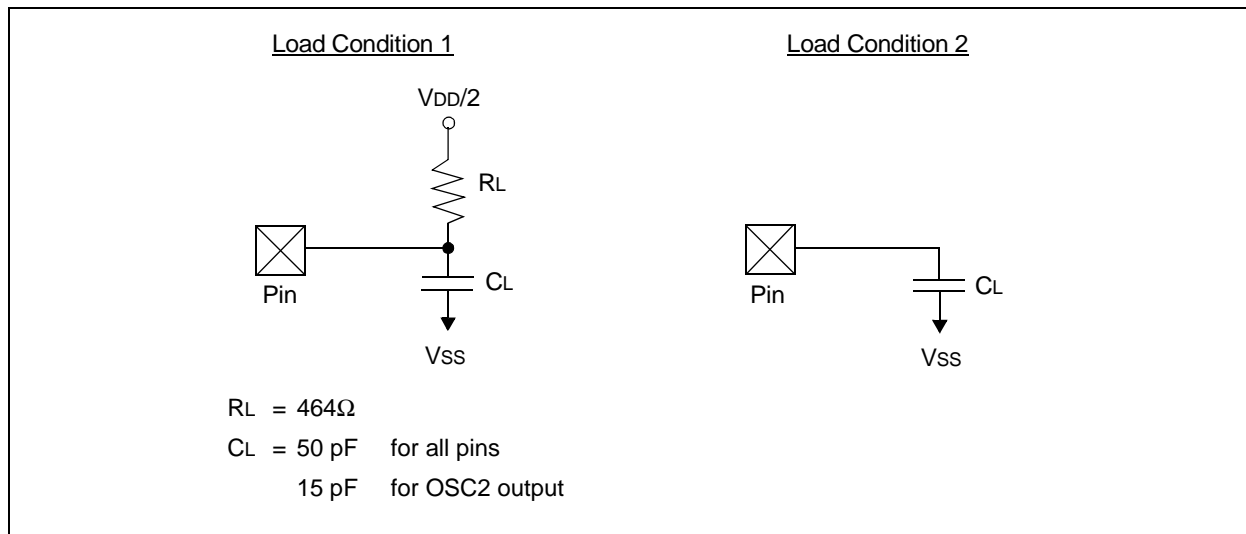 Load Condition 1
VDD/2
RL
Pin
CL
VSS
Load Condition 2
Pin
CL
VSS
RL = 464Ω
CL = 50 pF for all pins
15 pF for OSC2 output